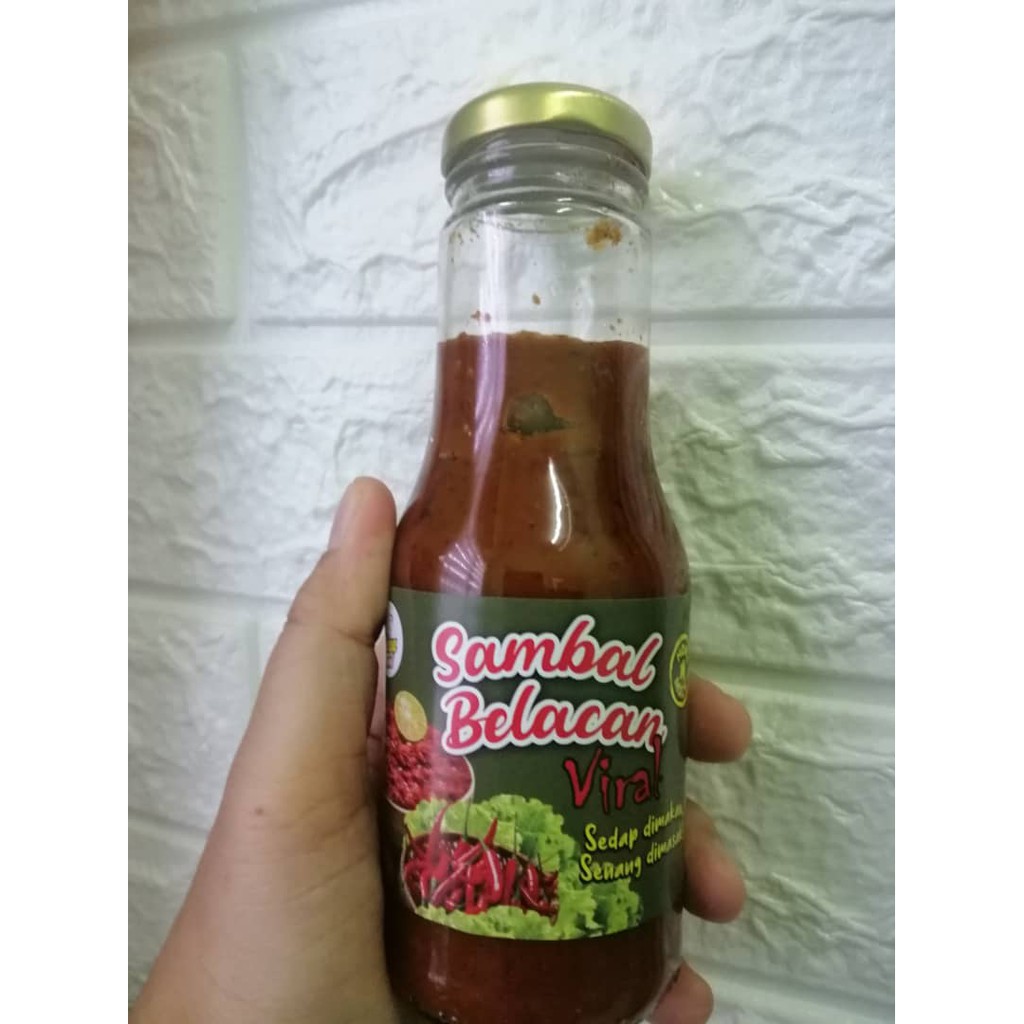 Sambal
Belacan
Viral
Sedap dimakan
Senang dimasak